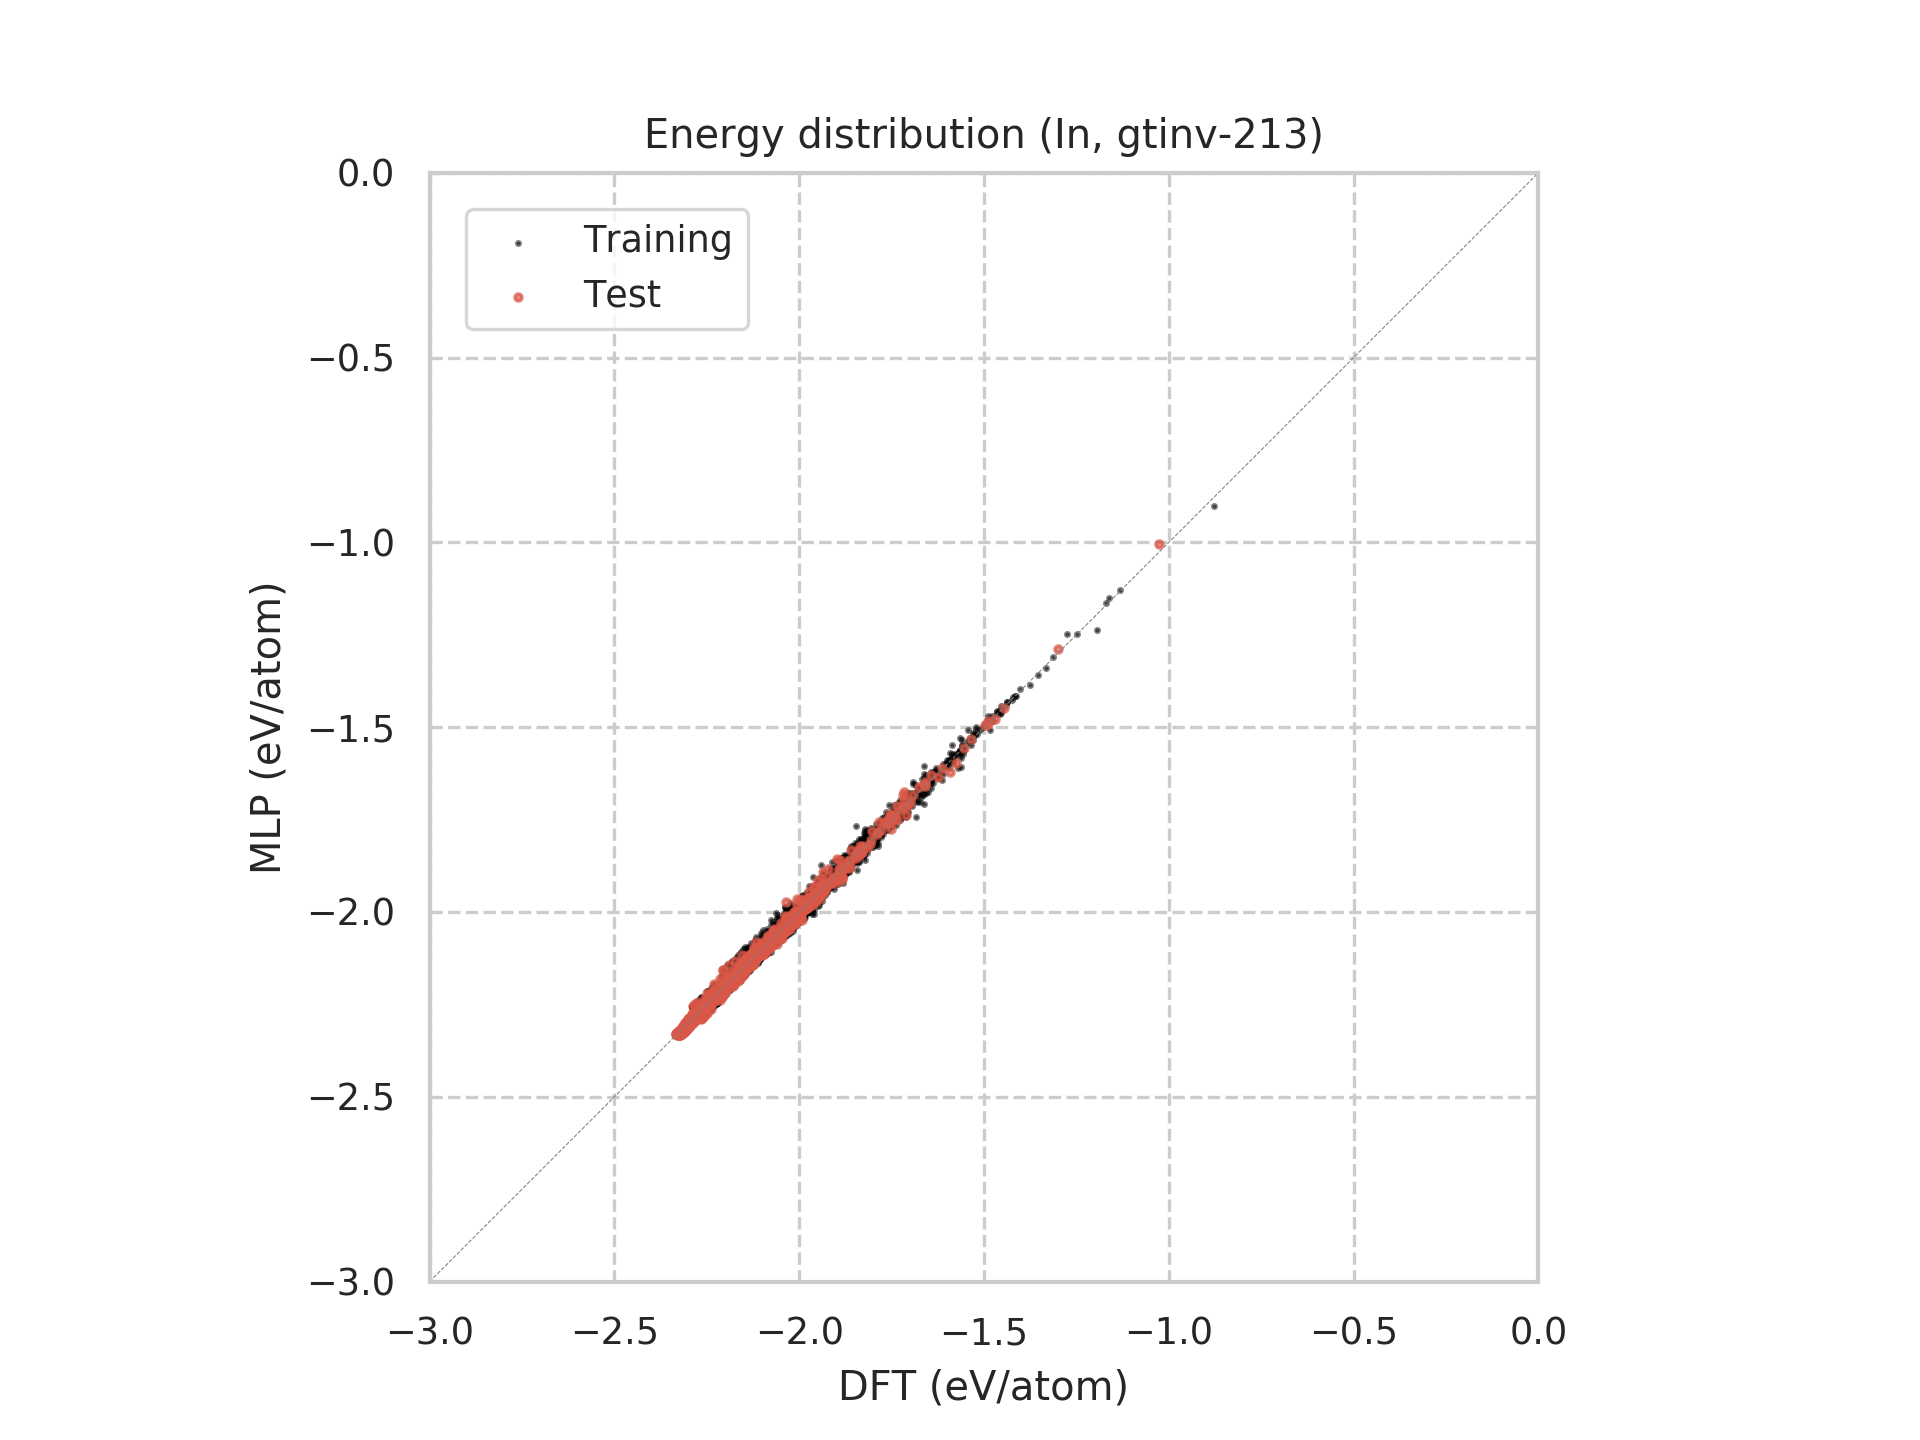 Energy distribution (In, gtinv-213)
0.0
−0.5
−1.0
−1.5
−2.0
−2.5
−3.0
MLP (eV/atom)
Training
Test
−3.0 −2.5 −2.0 −1.5 −1.0 −0.5 0.0
DFT (eV/atom)